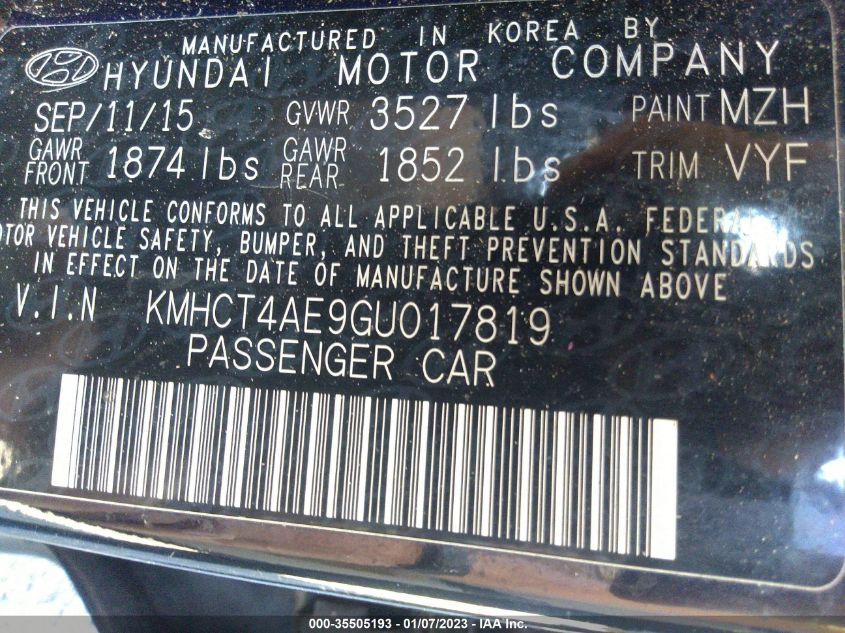 MANUFACTURED IN KOREA BY
HYUNDAI MOTOR COMPANY
SEP/11/15 GVWR 3527 lbs PAINT MZH
GAWR FRONT 1874 lbs GAWR REAR 1852 lbs TRIM VYF
THIS VEHICLE CONFORMS TO ALL APPLICABLE U.S.A. FEDERAL
OTOR VEHICLE SAFETY, BUMPER, AND THEFT PREVENTION STANDARDS
IN EFFECT ON THE DATE OF MANUFACTURE SHOWN ABOVE
V.I.N KMHCT4AE9GU017819
PASSENGER CAR
000-35505193 - 01/07/2023 - IAA Inc.